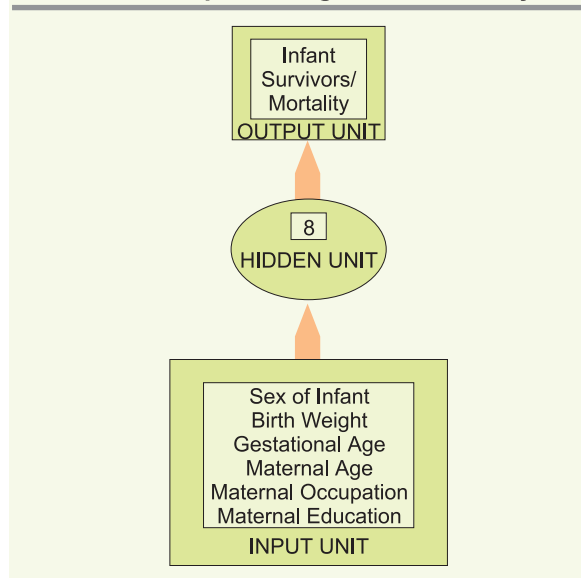 Infant
Survivors/
Mortality
OUTPUT UNIT
8
HIDDEN UNIT
Sex of Infant
Birth Weight
Gestational Age
Maternal Age
Maternal Occupation
Maternal Education
INPUT UNIT